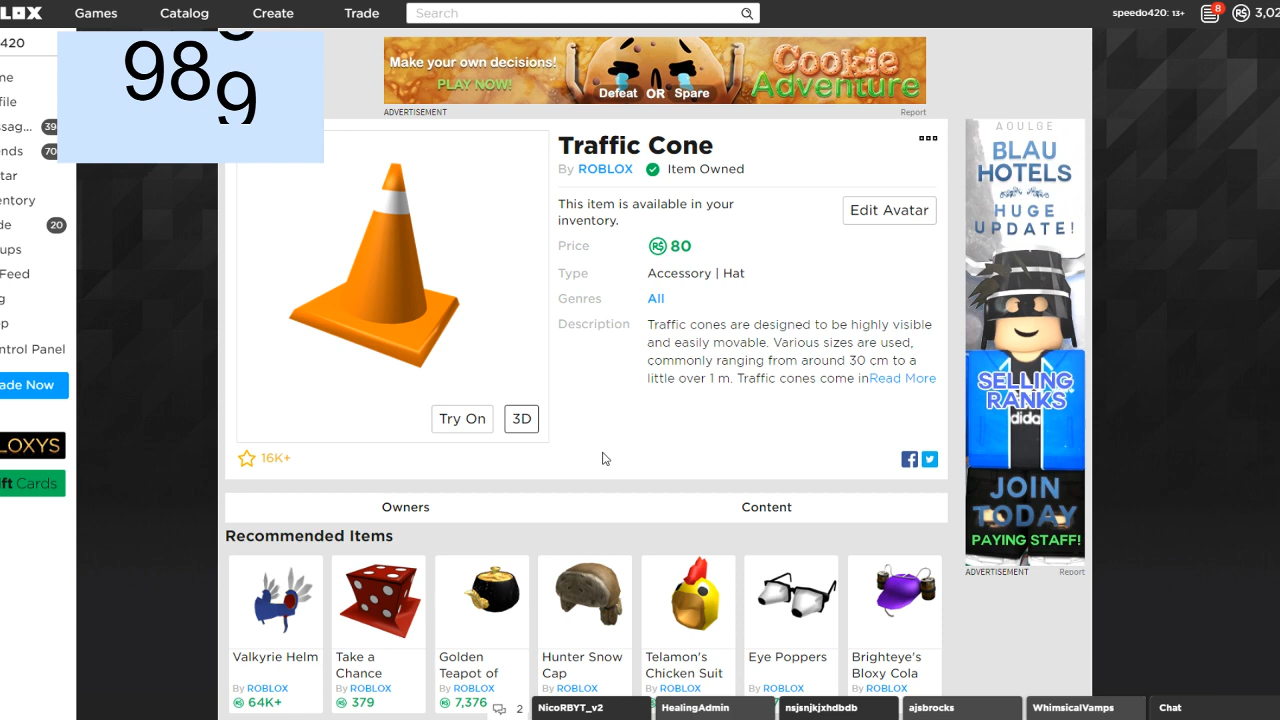 LOX
Games
Catalog
Create
Trade
Search
speedo420: 13+
8
R$ 3,02
420
989
me
file
ssag... 39
ends 70
tar
entory
de 20
ups
Feed
g
p
ntrol Panel
ade Now
LOXYS
ift Cards
Make your own decisions!
PLAY NOW!
Defeat OR Spare
Cookie
Adventure
ADVERTISEMENT
Report
Traffic Cone
By ROBLOX Item Owned
This item is available in your
inventory.
Edit Avatar
Price R$ 80
Type Accessory | Hat
Genres All
Description Traffic cones are designed to be highly visible
and easily movable. Various sizes are used,
commonly ranging from around 30 cm to a
little over 1 m. Traffic cones come inRead More
Try On
3D
16K+
AOULGE
BLAU
HOTELS
HUGE
UPDATE!
SELLING
RANKS
dida
JOIN
TODAY
PAYING STAFF!
ADVERTISEMENT
Report
Owners
Content
Recommended Items
Valkyrie Helm
By ROBLOX
R$ 64K+
Take a
Chance
By ROBLOX
R$ 379
Golden
Teapot of
By ROBLOX
R$ 7,376
Hunter Snow
Cap
By ROBLOX
Telamon's
Chicken Suit
By ROBLOX
Eye Poppers
By ROBLOX
Brighteye's
Bloxy Cola
By ROBLOX
2
NicoRBYT_v2
HealingAdmin
nsjsnjkjxhdbdb
ajsbrocks
WhimsicalVamps
Chat